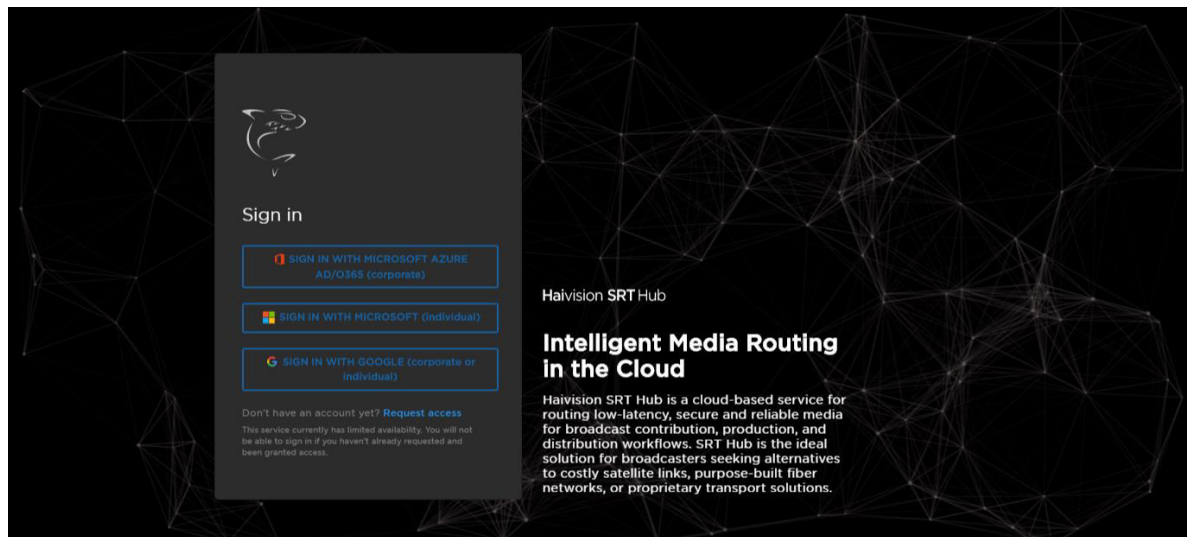 Sign in
SIGN IN WITH MICROSOFT AZURE
AD/O365 (corporate)
SIGN IN WITH MICROSOFT (individual)
SIGN IN WITH GOOGLE (corporate or
individual)
Don't have an account yet? Request access
This service currently has limited availability. You will not
be able to sign in if you haven't already requested and
been granted access.
Haivision SRT Hub
Intelligent Media Routing
in the Cloud
Haivision SRT Hub is a cloud-based service for
routing low-latency, secure and reliable media
for broadcast contribution, production, and
distribution workflows. SRT Hub is the ideal
solution for broadcasters seeking alternatives
to costly satellite links, purpose-built fiber
networks, or proprietary transport solutions.